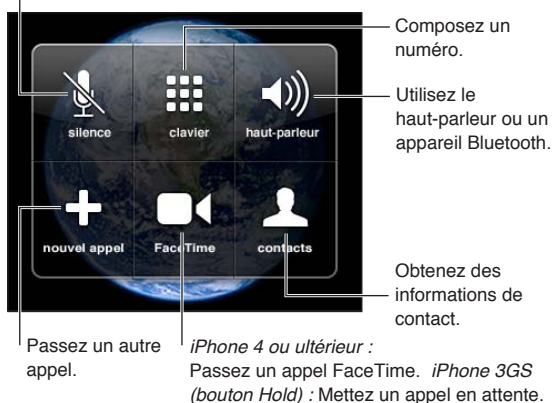 Composez un
numéro.
Utilisez le
haut-parleur ou un
appareil Bluetooth.
silence
clavier
haut-parleur
nouvel appel
FaceTime
contacts
Obtenez des
informations de
contact.
Passez un autre
appel.
iPhone 4 ou ultérieur :
Passez un appel FaceTime. iPhone 3GS
(bouton Hold) : Mettez un appel en attente.